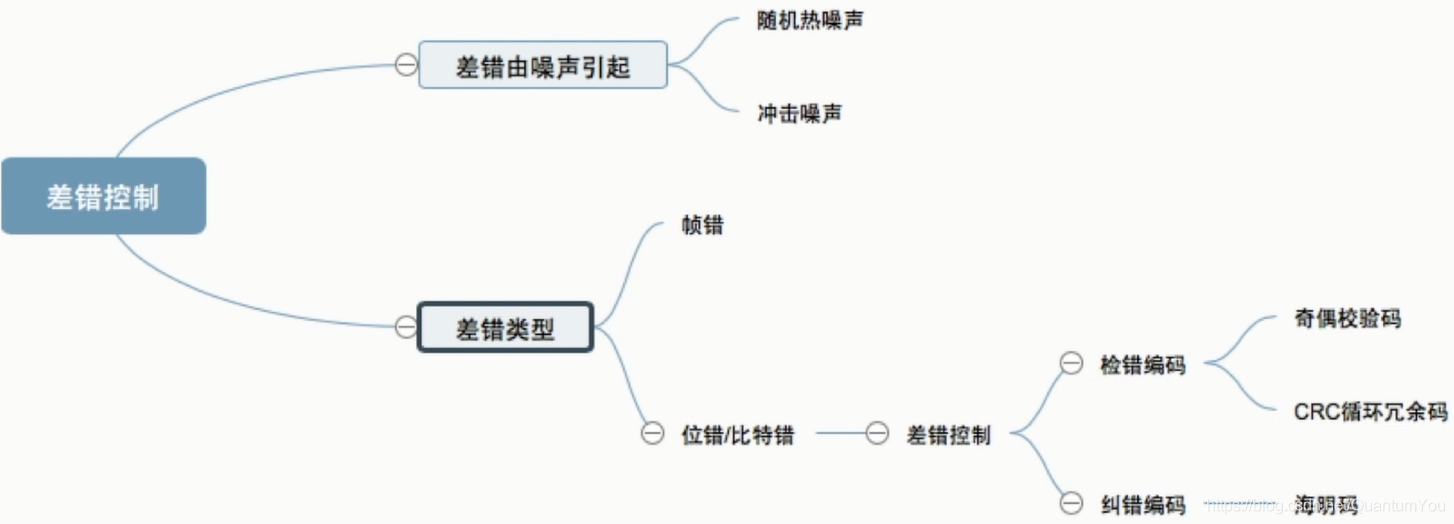 随机热噪声
差错由噪声引起
冲击噪声
差错控制
帧错
差错类型
奇偶校验码
检错编码
CRC循环冗余码
位错/比特错
差错控制
纠错编码
海明码